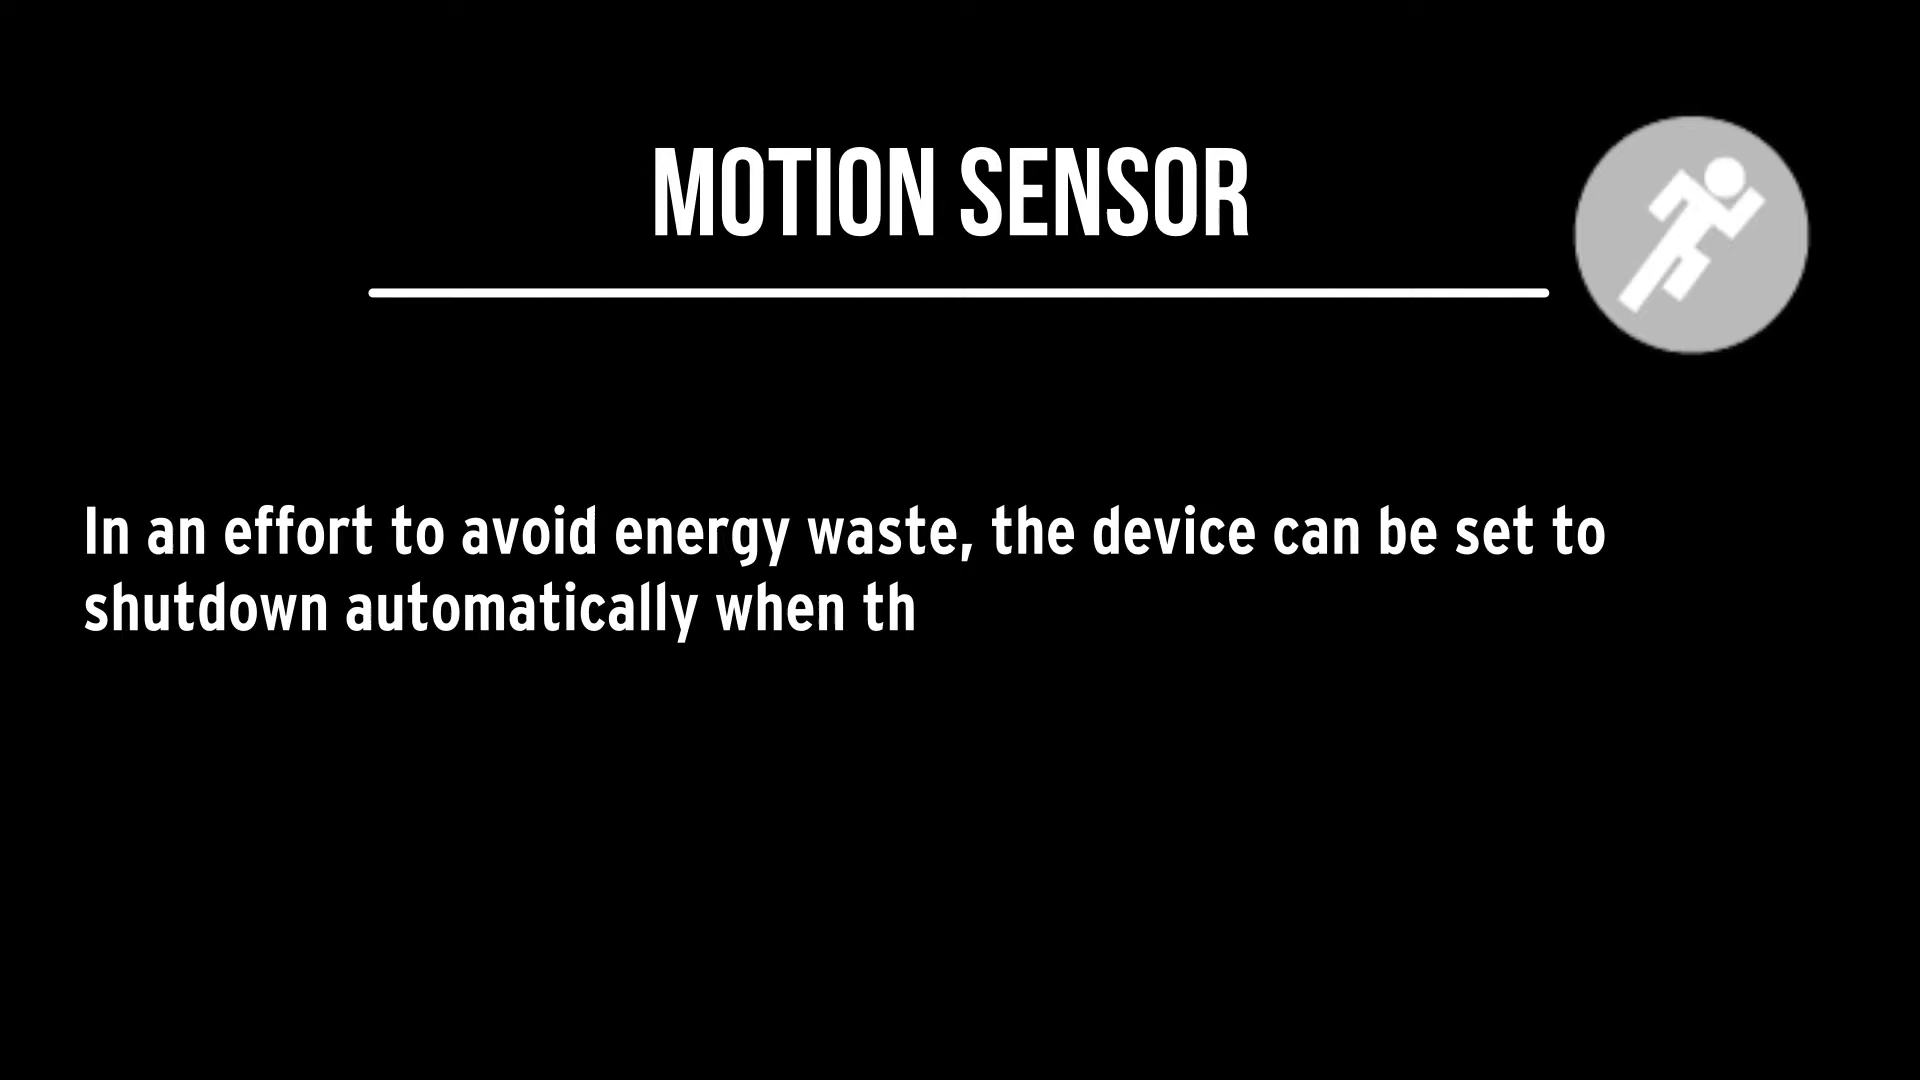 MOTION SENSOR
In an effort to avoid energy waste, the device can be set to
shutdown automatically when th